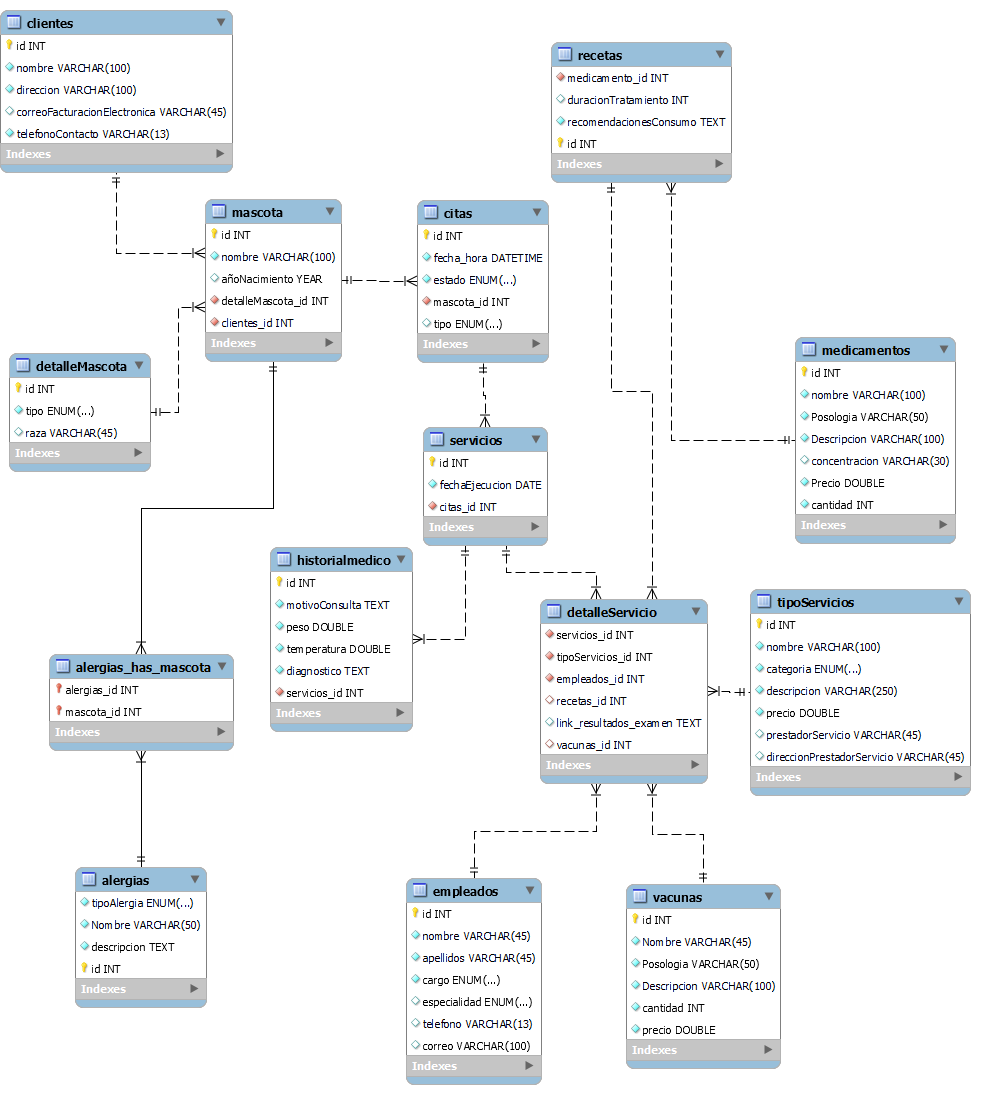 clientes
id INT
nombre VARCHAR(100)
direccion VARCHAR(100)
correoFacturacionElectronica VARCHAR(45)
telefonoContacto VARCHAR(13)
Indexes
recetas
medicamento_id INT
duracionTratamiento INT
recomendacionesConsumo TEXT
id INT
Indexes
mascota
id INT
nombre VARCHAR(100)
añoNacimiento YEAR
detalleMascota_id INT
clientes_id INT
Indexes
citas
id INT
fecha_hora DATETIME
estado ENUM(...)
mascota_id INT
tipo ENUM(...)
Indexes
detalleMascota
id INT
tipo ENUM(...)
raza VARCHAR(45)
Indexes
medicamentos
id INT
nombre VARCHAR(100)
Posologia VARCHAR(50)
Descripcion VARCHAR(100)
concentracion VARCHAR(30)
Precio DOUBLE
cantidad INT
Indexes
servicios
id INT
fechaEjecucion DATE
citas_id INT
Indexes
historialmedico
id INT
motivoConsulta TEXT
peso DOUBLE
temperatura DOUBLE
diagnostico TEXT
servicios_id INT
Indexes
detalleServicio
servicios_id INT
tipoServicios_id INT
empleados_id INT
recetas_id INT
link_resultados_examen TEXT
vacunas_id INT
Indexes
tipoServicios
id INT
nombre VARCHAR(100)
categoria ENUM(...)
descripcion VARCHAR(250)
precio DOUBLE
prestadorServicio VARCHAR(45)
direccionPrestadorServicio VARCHAR(45)
Indexes
alergias_has_mascota
alergias_id INT
mascota_id INT
Indexes
alergias
tipoAlergia ENUM(...)
Nombre VARCHAR(50)
descripcion TEXT
id INT
Indexes
empleados
id INT
nombre VARCHAR(45)
apellidos VARCHAR(45)
cargo ENUM(...)
especialidad ENUM(...)
telefono VARCHAR(13)
correo VARCHAR(100)
Indexes
vacunas
id INT
Nombre VARCHAR(45)
Posologia VARCHAR(50)
Descripcion VARCHAR(100)
cantidad INT
precio DOUBLE
Indexes